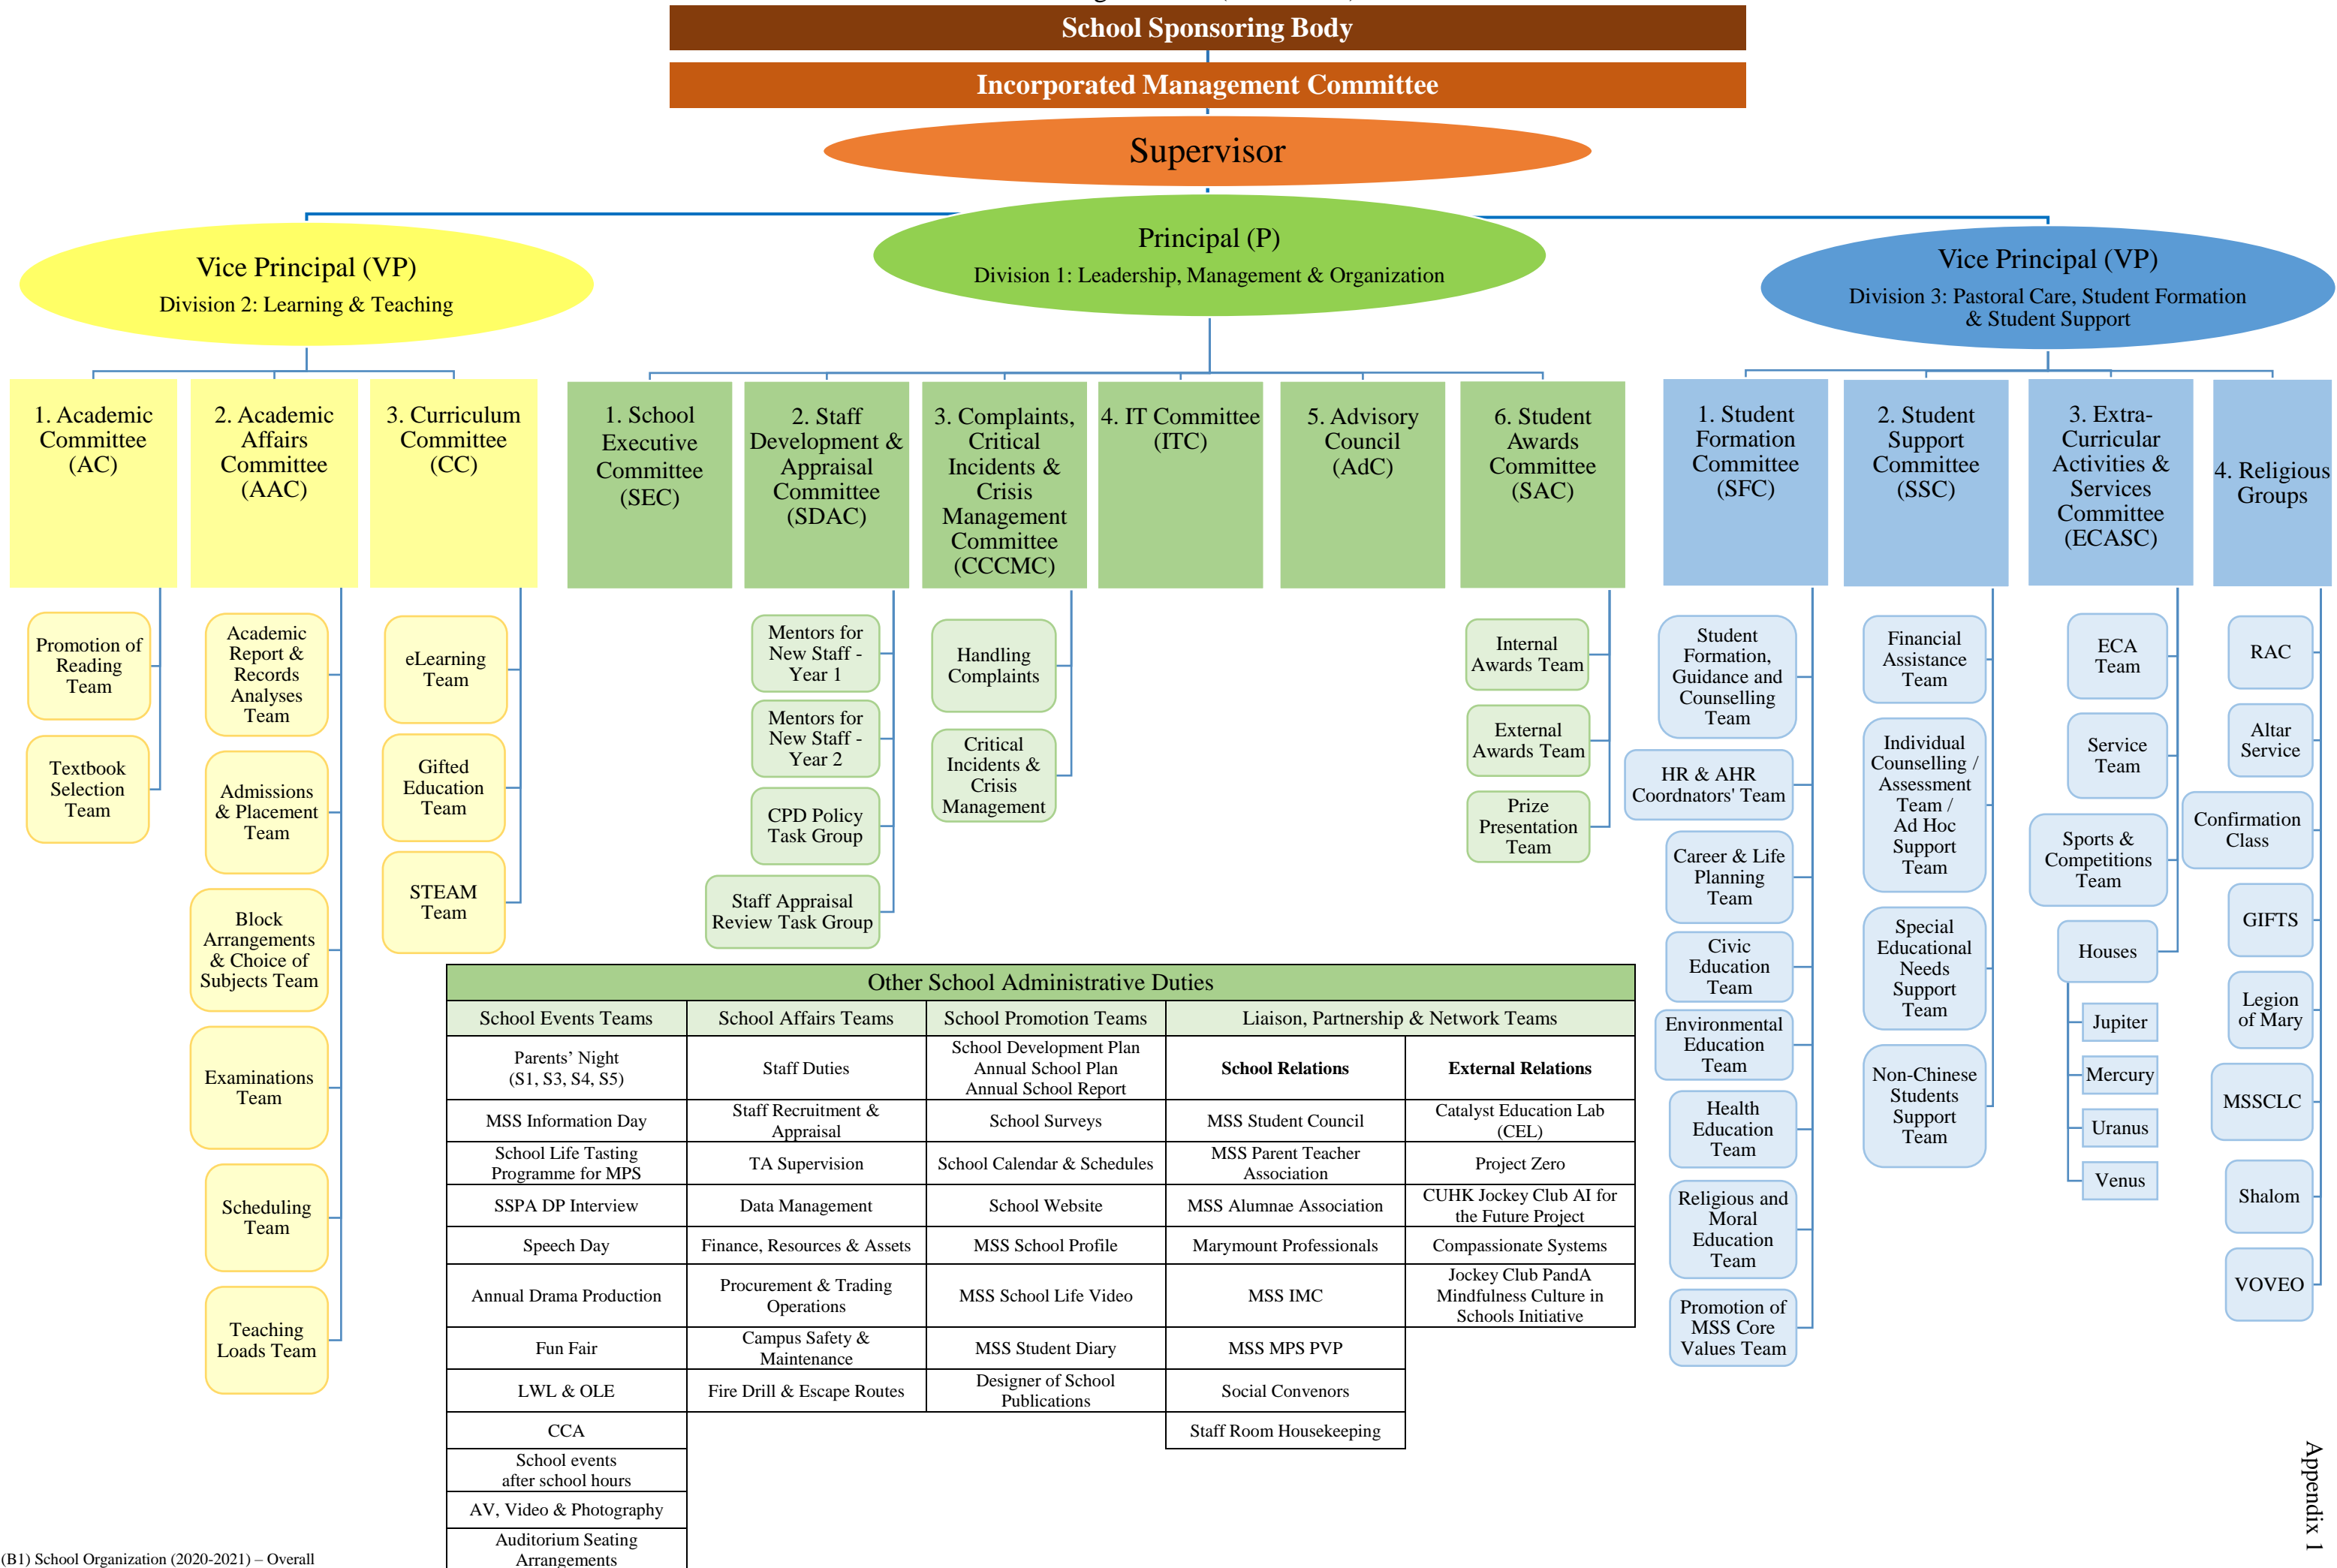 School Sponsoring Body
Incorporated Management Committee
Supervisor
Vice Principal (VP)
Division 2: Learning & Teaching
Principal (P)
Division 1: Leadership, Management & Organization
Vice Principal (VP)
Division 3: Pastoral Care, Student Formation
& Student Support
1. Academic
Committee
(AC)
2. Academic
Affairs
Committee
(AAC)
3. Curriculum
Committee
(CC)
1. School
Executive
Committee
(SEC)
2. Staff
Development &
Appraisal
Committee
(SDAC)
3. Complaints,
Critical
Incidents &
Crisis
Management
Committee
(CCCMC)
4. IT Committee
(ITC)
5. Advisory
Council
(AdC)
6. Student
Awards
Committee
(SAC)
1. Student
Formation
Committee
(SFC)
2. Student
Support
Committee
(SSC)
3. Extra-
Curricular
Activities &
Services
Committee
(ECASC)
4. Religious
Groups
Promotion of
Reading
Team
Textbook
Selection
Team
Academic
Report &
Records
Analyses
Team
Admissions
& Placement
Team
Block
Arrangements
& Choice of
Subjects Team
Examinations
Team
Scheduling
Team
Teaching
Loads Team
eLearning
Team
Gifted
Education
Team
STEAM
Team
Mentors for
New Staff -
Year 1
Mentors for
New Staff -
Year 2
CPD Policy
Task Group
Staff Appraisal
Review Task Group
Handling
Complaints
Critical
Incidents &
Crisis
Management
Internal
Awards Team
External
Awards Team
Prize
Presentation
Team
Student
Formation,
Guidance and
Counselling
Team
HR & AHR
Coordnators' Team
Career & Life
Planning
Team
Civic
Education
Team
Environmental
Education
Team
Health
Education
Team
Religious and
Moral
Education
Team
Promotion of
MSS Core
Values Team
Financial
Assistance
Team
Individual
Counselling /
Assessment
Team /
Ad Hoc
Support
Team
Special
Educational
Needs
Support
Team
Non-Chinese
Students
Support
Team
ECA
Team
Service
Team
Sports &
Competitions
Team
Houses
Jupiter
Mercury
Uranus
Venus
RAC
Altar
Service
Confirmation
Class
GIFTS
Legion
of Mary
MSSCLC
Shalom
VOVEO
Other School Administrative Duties
School Events Teams
School Affairs Teams
School Promotion Teams
Liaison, Partnership & Network Teams
Parents’ Night
(S1, S3, S4, S5)
Staff Duties
School Development Plan
Annual School Plan
Annual School Report
School Relations
External Relations
MSS Information Day
Staff Recruitment &
Appraisal
School Surveys
MSS Student Council
Catalyst Education Lab
(CEL)
School Life Tasting
Programme for MPS
TA Supervision
School Calendar & Schedules
MSS Parent Teacher
Association
Project Zero
SSPA DP Interview
Data Management
School Website
MSS Alumnae Association
CUHK Jockey Club AI for
the Future Project
Speech Day
Finance, Resources & Assets
MSS School Profile
Marymount Professionals
Compassionate Systems
Annual Drama Production
Procurement & Trading
Operations
MSS School Life Video
MSS IMC
Jockey Club PandA
Mindfulness Culture in
Schools Initiative
Fun Fair
Campus Safety &
Maintenance
MSS Student Diary
MSS MPS PVP
LWL & OLE
Fire Drill & Escape Routes
Designer of School
Publications
Social Convenors
CCA
Staff Room Housekeeping
School events
after school hours
AV, Video & Photography
Auditorium Seating
Arrangements
Appendix 1
(B1) School Organization (2020-2021) – Overall